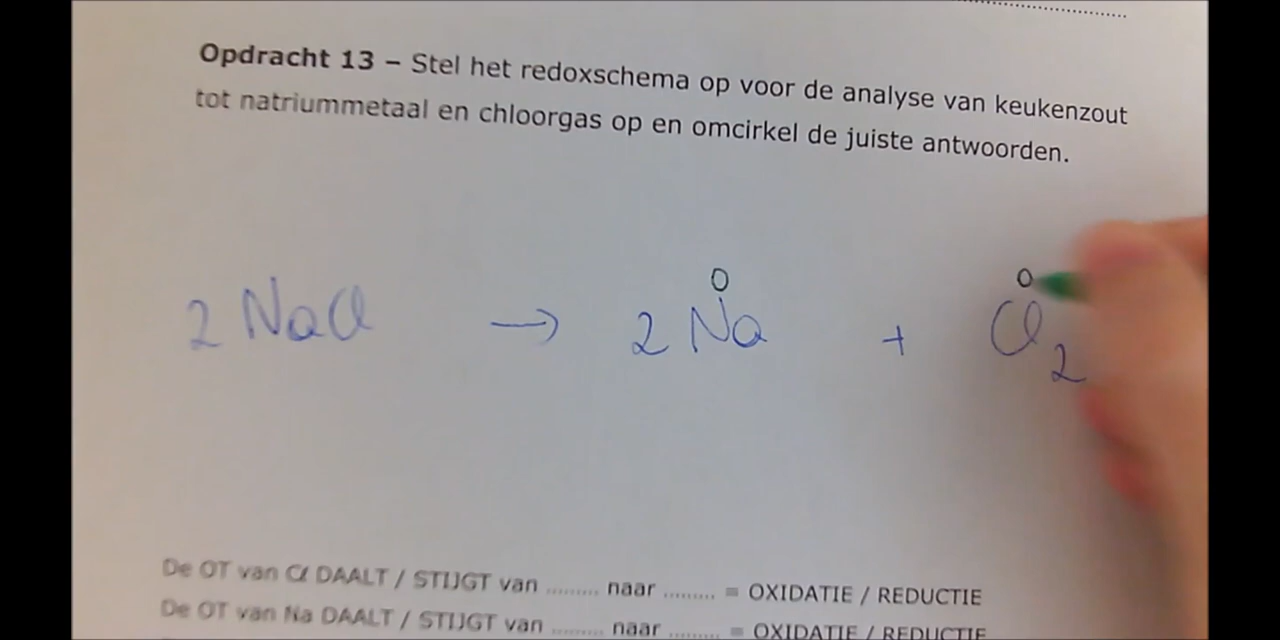 Opdracht 13 – Stel het redoxschema op voor de analyse van keukenzout
tot natriummetaal en chloorgas op en omcirkel de juiste antwoorden.
0 0
2 NaCl → 2 Na + Cl2
De OT van Cℓ DAALT / STIJGT van ......... naar ......... = OXIDATIE / REDUCTIE
De OT van Na DAALT / STIJGT van ......... naar ......... = OXIDATIE / REDUCTIE